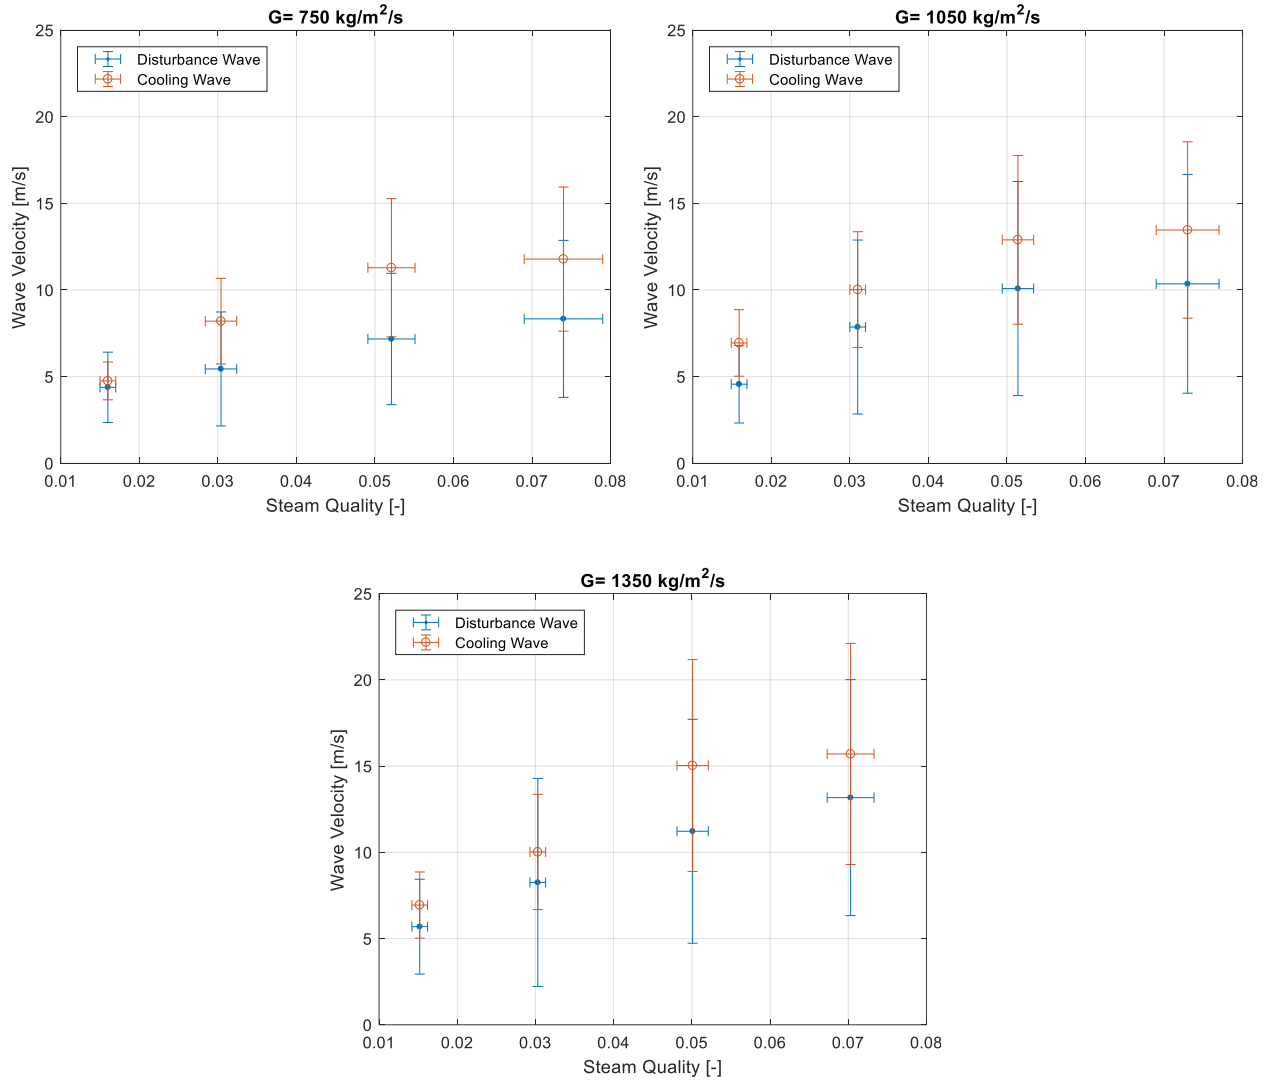 G= 750 kg/m²/s
25
20
15
10
5
0
Wave Velocity [m/s]
Disturbance Wave
Cooling Wave
0.01 0.02 0.03 0.04 0.05 0.06 0.07 0.08
Steam Quality [-]
G= 1050 kg/m²/s
25
20
15
10
5
0
Wave Velocity [m/s]
Disturbance Wave
Cooling Wave
0.01 0.02 0.03 0.04 0.05 0.06 0.07 0.08
Steam Quality [-]
G= 1350 kg/m²/s
25
20
15
10
5
0
Wave Velocity [m/s]
Disturbance Wave
Cooling Wave
0.01 0.02 0.03 0.04 0.05 0.06 0.07 0.08
Steam Quality [-]